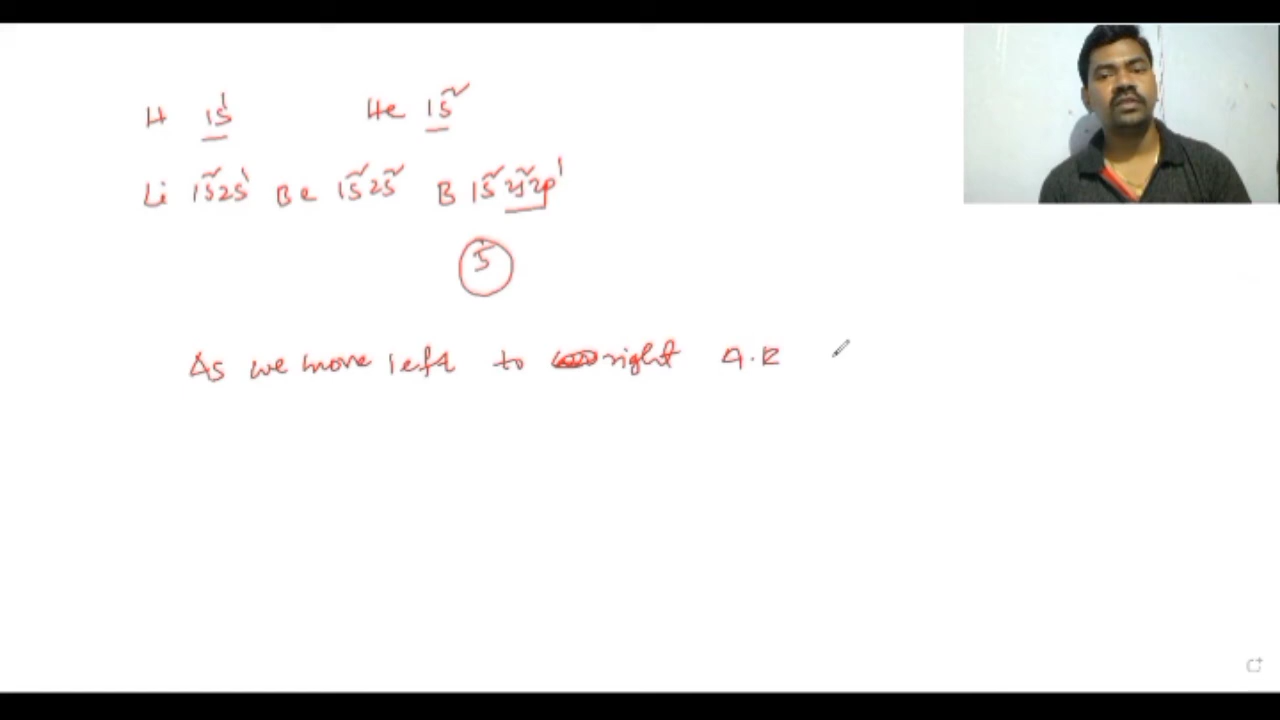 H 1s¹ He 1s²
Li 1s²2s¹ Be 1s²2s² B 1s²2s²2p¹
5
As we move left to right A.R